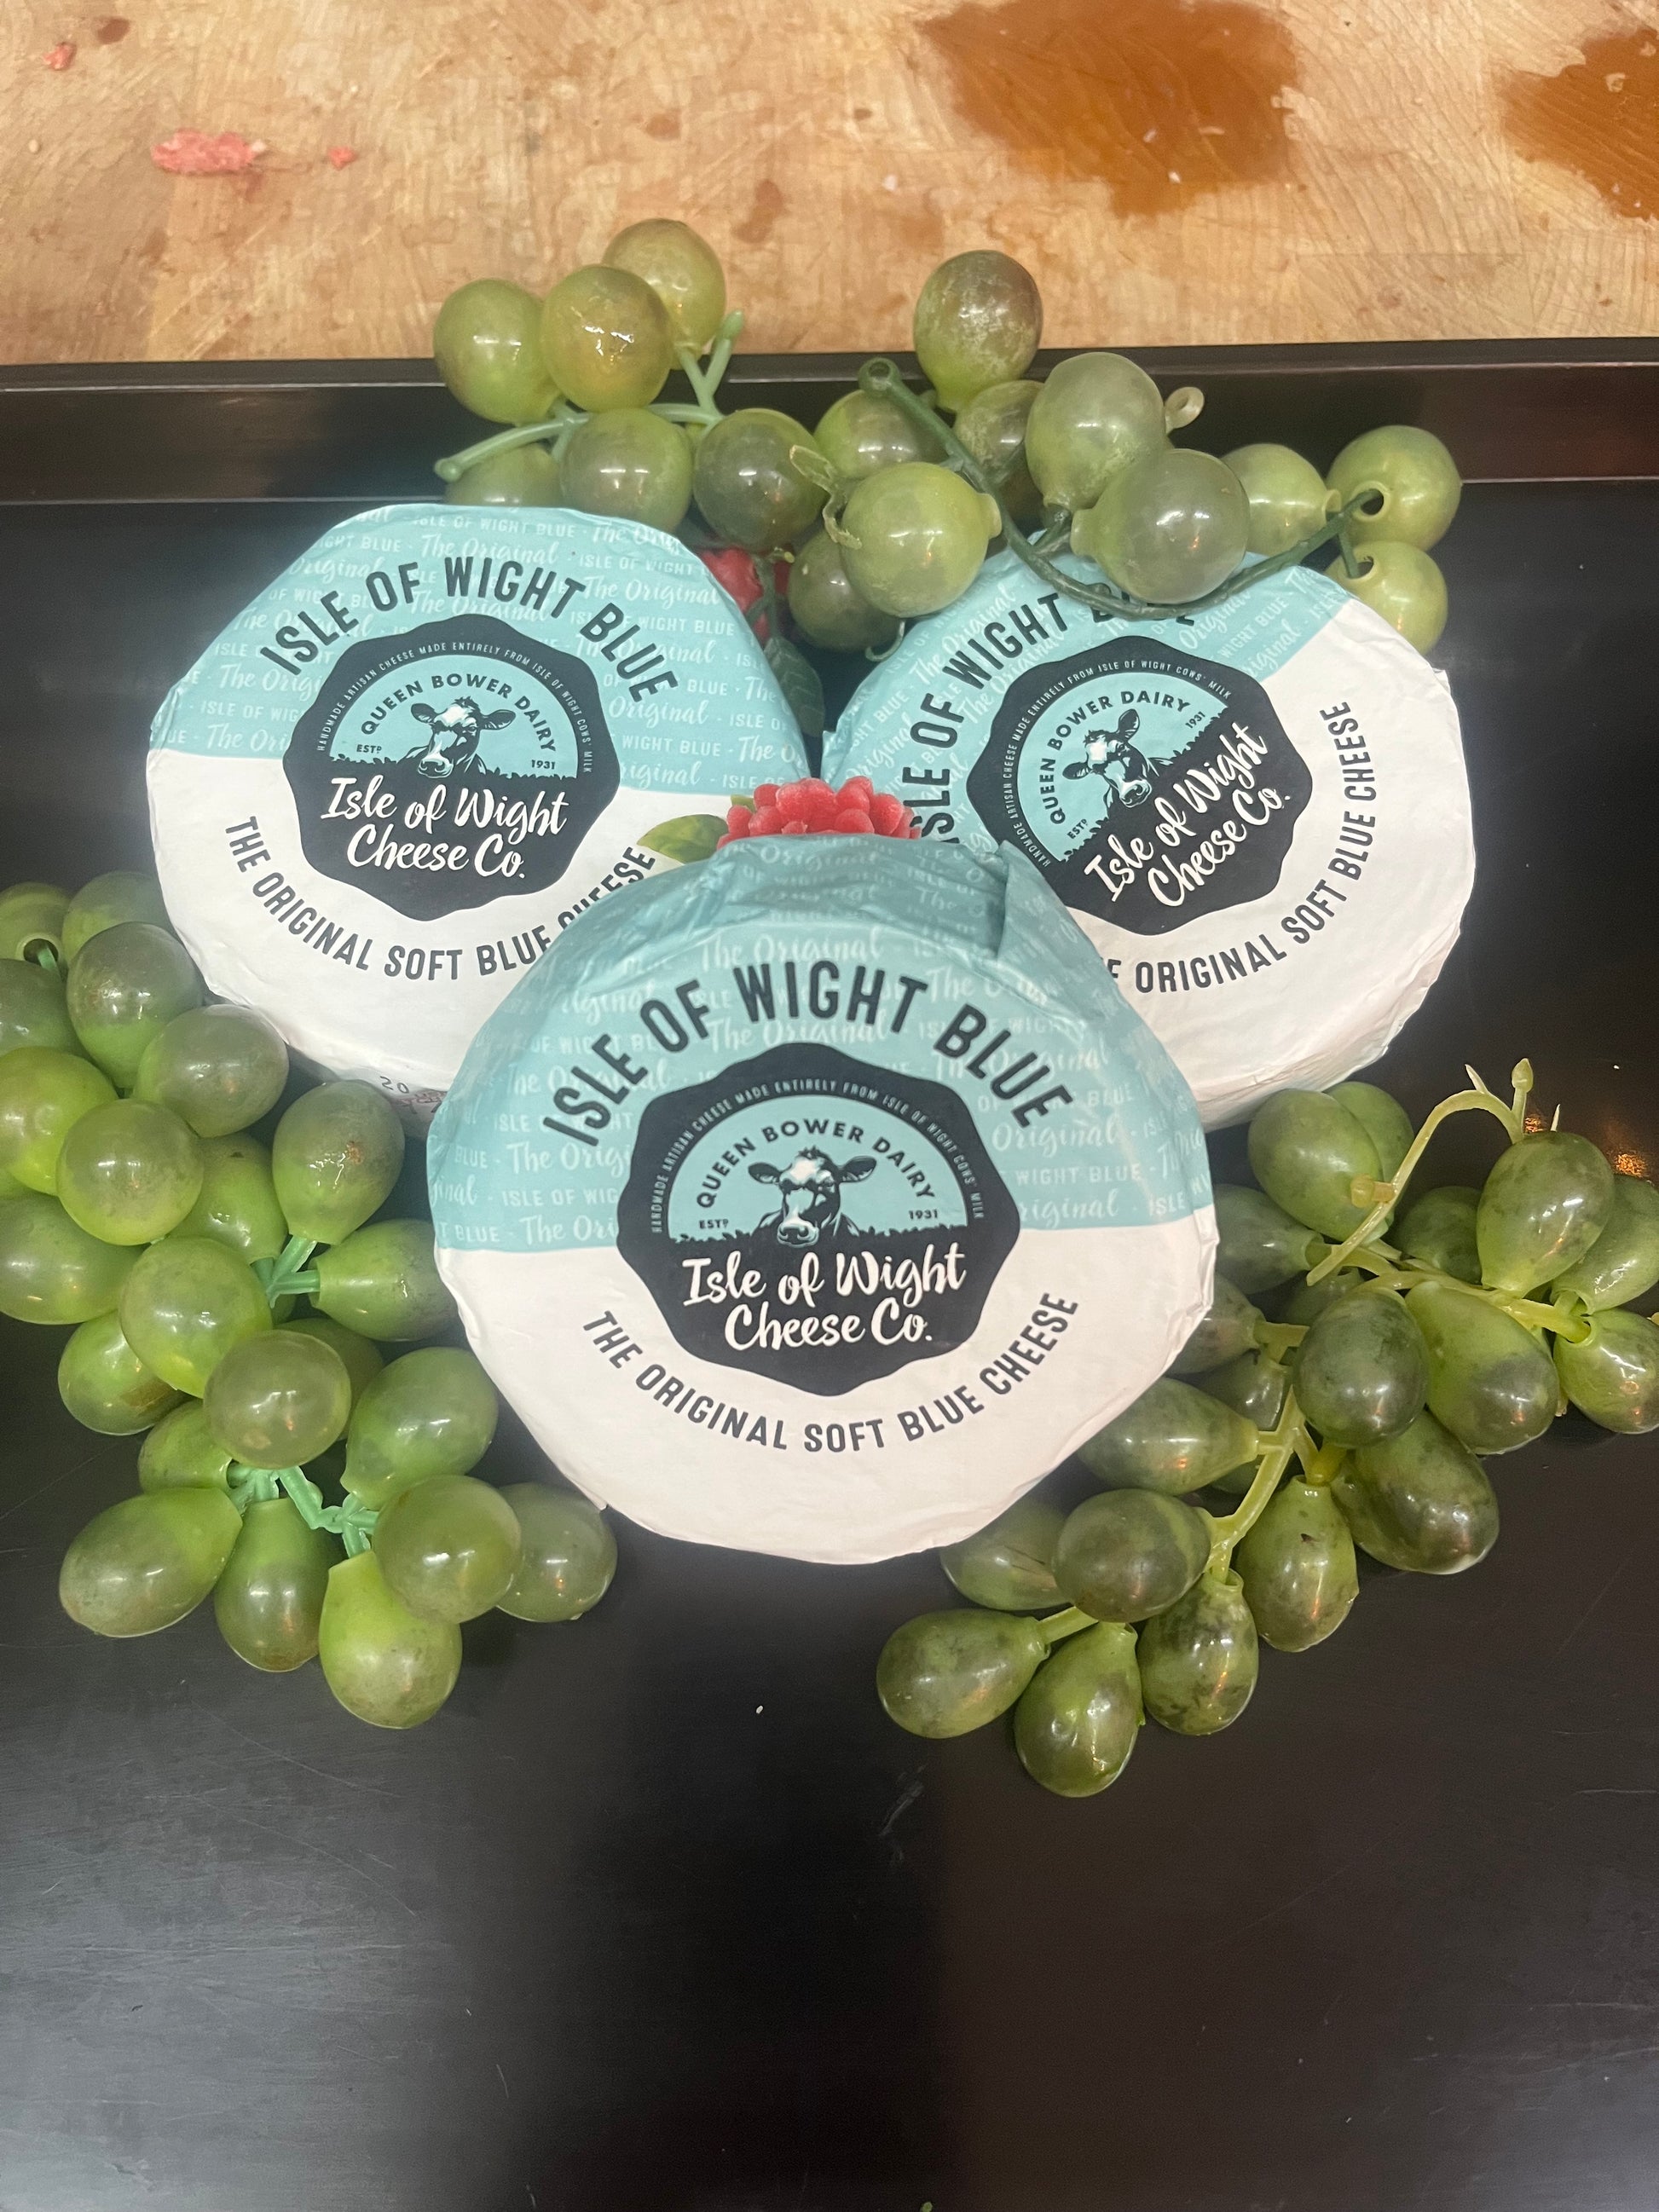 ISLE OF WIGHT BLUE
HANDMADE ARTISAN CHEESE MADE ENTIRELY FROM ISLE OF WIGHT COWS' MILK
QUEEN BOWER DAIRY
ESTD 1931
Isle of Wight
Cheese Co.
THE ORIGINAL SOFT BLUE CHEESE
ISLE OF WIGHT
HANDMADE ARTISAN CHEESE MADE ENTIRELY FROM ISLE OF WIGHT COWS' MILK
QUEEN BOWER DAIRY
ESTD 1931
Isle of Wight
Cheese Co.
ORIGINAL SOFT BLUE CHEESE
20
ISLE OF WIGHT BLUE
HANDMADE ARTISAN CHEESE MADE ENTIRELY FROM ISLE OF WIGHT COWS' MILK
QUEEN BOWER DAIRY
ESTD 1931
Isle of Wight
Cheese Co.
THE ORIGINAL SOFT BLUE CHEESE